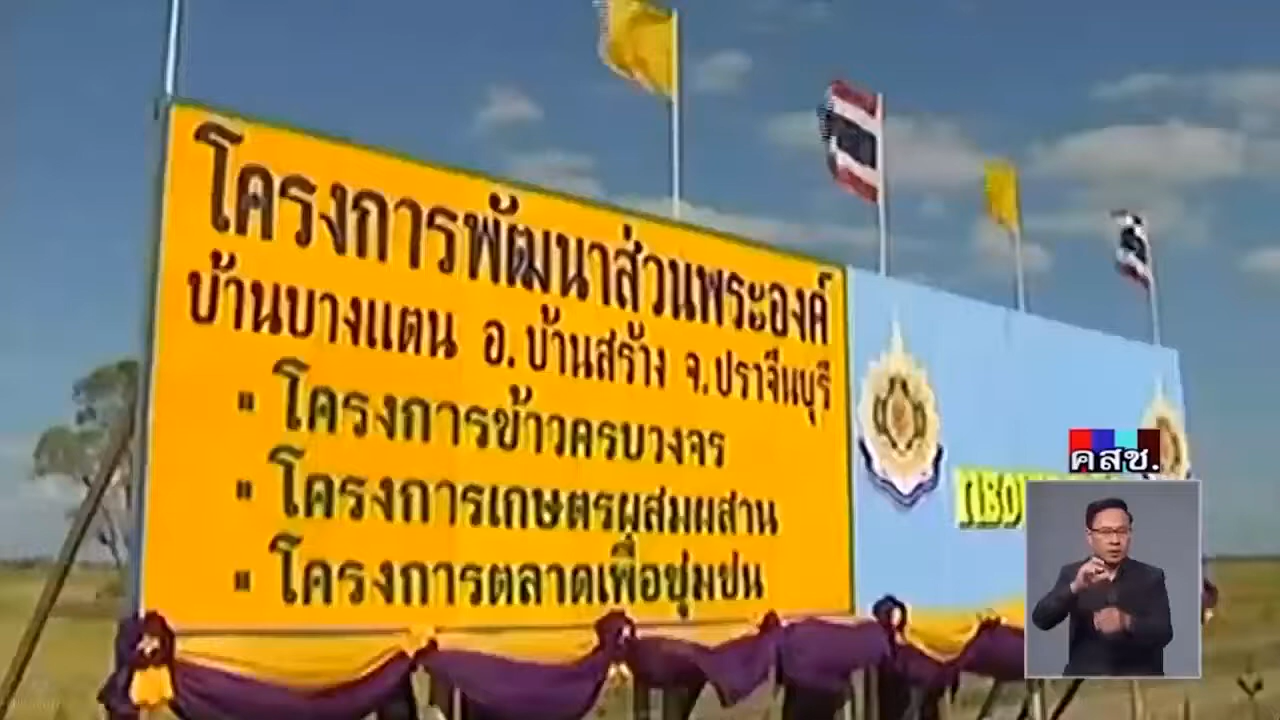 โครงการพัฒนาส่วนพระองค์
บ้านบางแตน อ.บ้านสร้าง จ.ปราจีนบุรี
▪ โครงการข้าวครบวงจร
▪ โครงการเกษตรผสมผสาน
▪ โครงการตลาดเพื่อชุมชน
คสช.